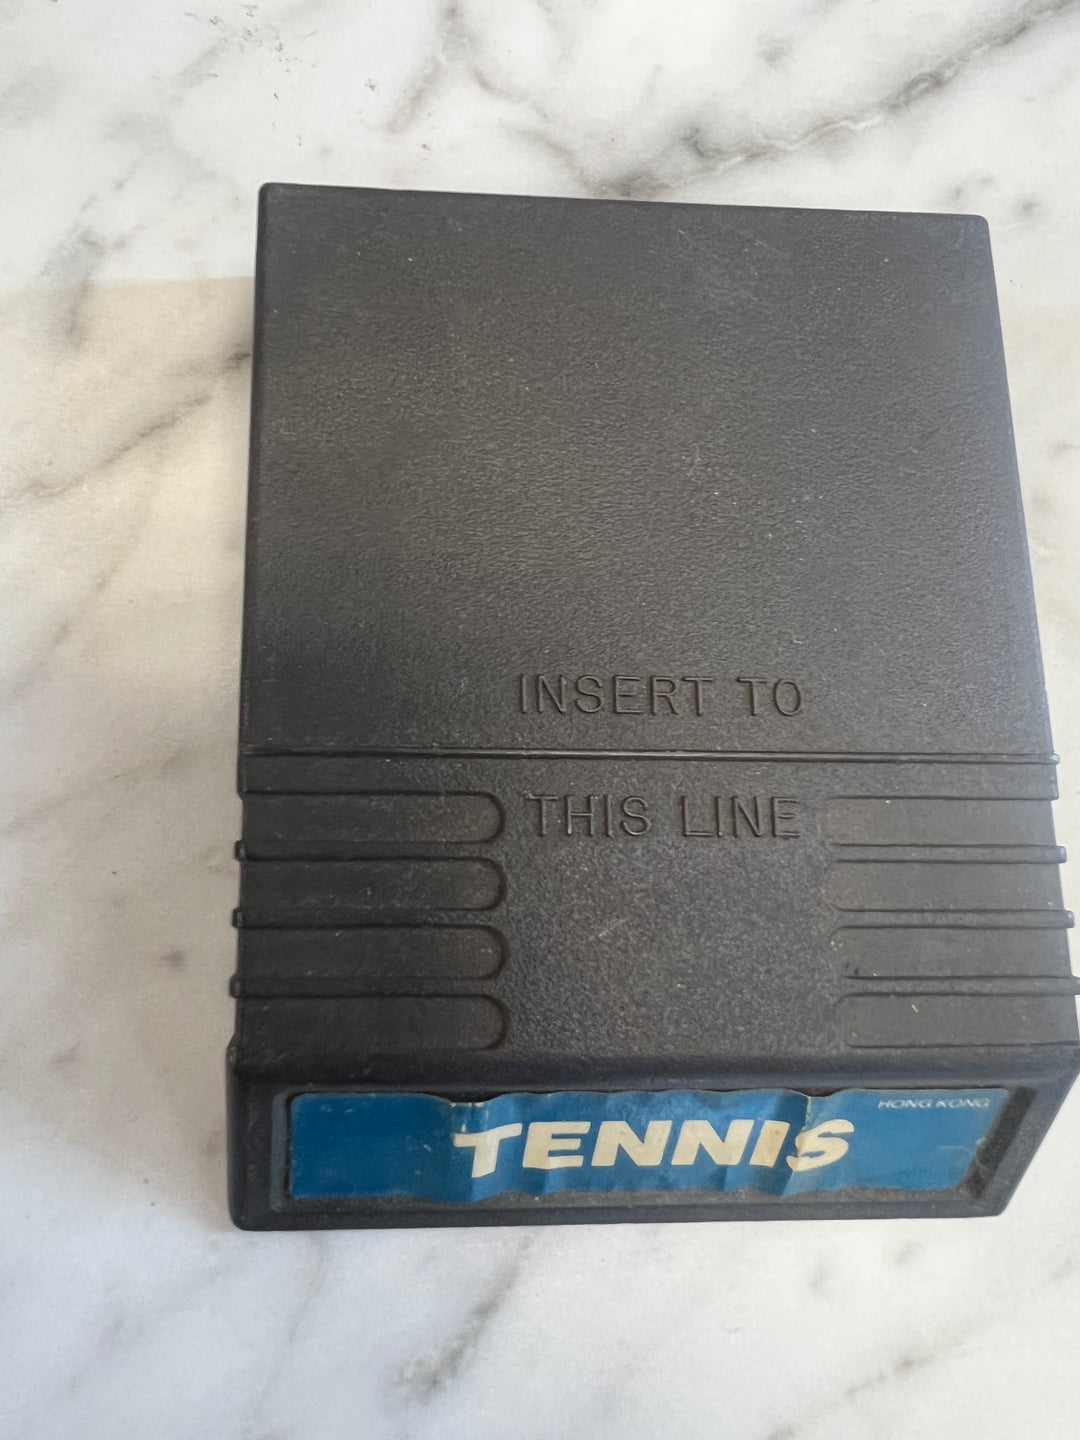 INSERT TO
THIS LINE
HONG KONG
TENNIS